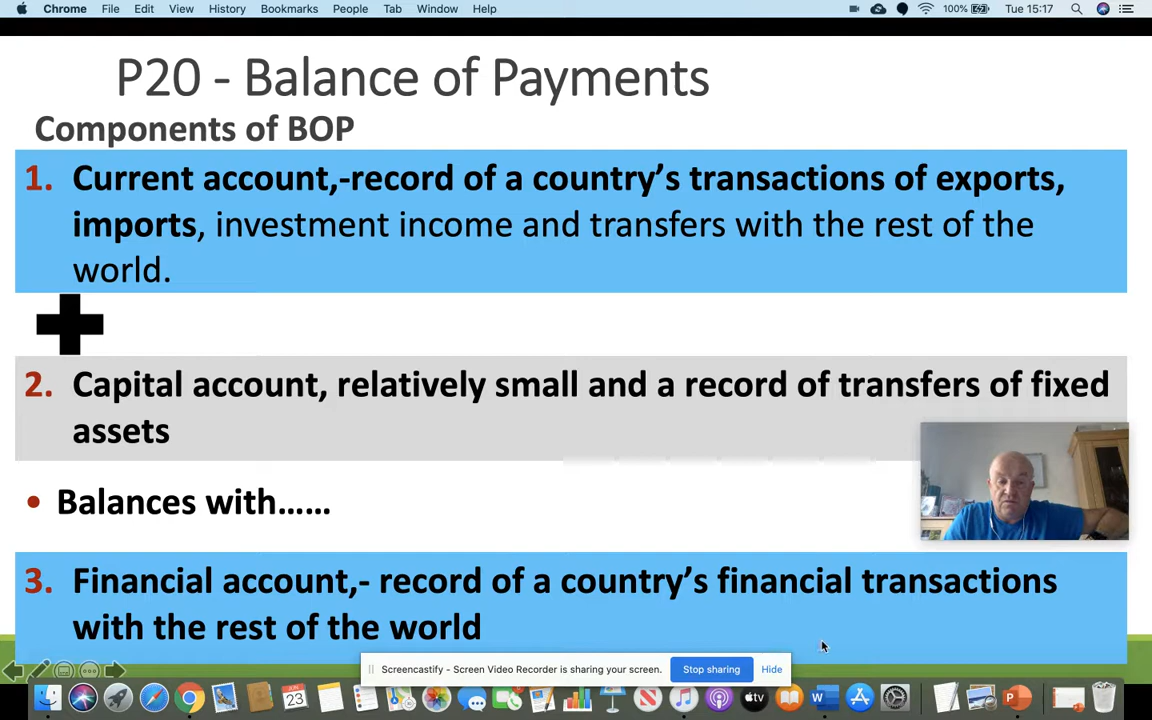 Chrome File Edit View History Bookmarks People Tab Window Help 100% Tue 15:17
P20 - Balance of Payments
Components of BOP
1. Current account,-record of a country’s transactions of exports,
imports, investment income and transfers with the rest of the
world.
2. Capital account, relatively small and a record of transfers of fixed
assets
• Balances with……
3. Financial account,- record of a country’s financial transactions
with the rest of the world
Screencastify - Screen Video Recorder is sharing your screen. Stop sharing Hide
23
tv
W